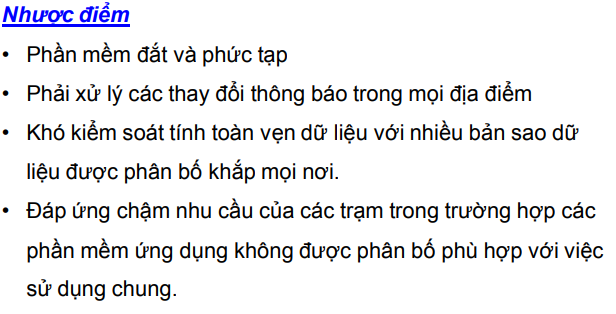 Nhược điểm
• Phần mềm đắt và phức tạp
• Phải xử lý các thay đổi thông báo trong mọi địa điểm
• Khó kiểm soát tính toàn vẹn dữ liệu với nhiều bản sao dữ
liệu được phân bố khắp mọi nơi.
• Đáp ứng chậm nhu cầu của các trạm trong trường hợp các
phần mềm ứng dụng không được phân bố phù hợp với việc
sử dụng chung.